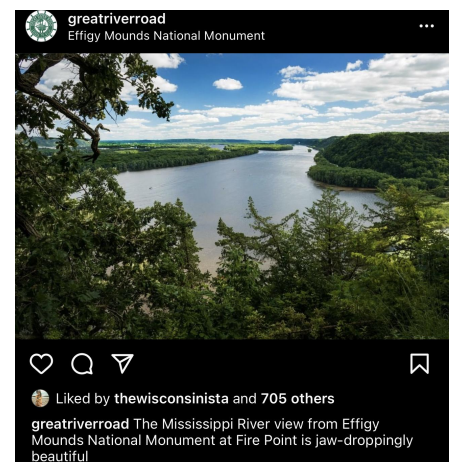 greatriverroad
Effigy Mounds National Monument
Liked by thewisconsinista and 705 others
greatriverroad The Mississippi River view from Effigy
Mounds National Monument at Fire Point is jaw-droppingly
beautiful